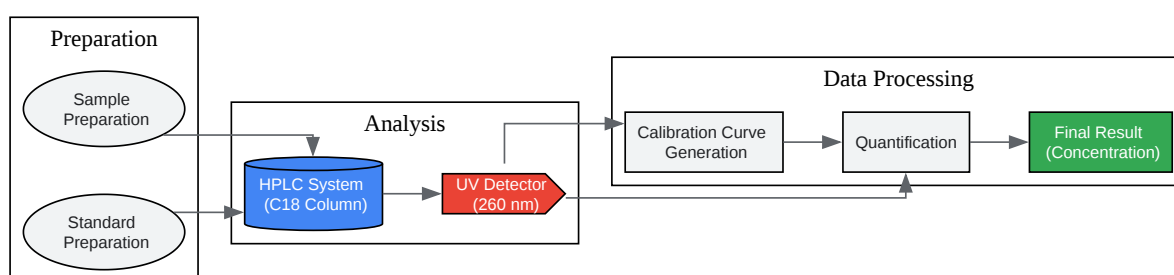 Preparation
Sample
Preparation
Standard
Preparation
Analysis
HPLC System
(C18 Column)
UV Detector
(260 nm)
Data Processing
Calibration Curve
Generation
Quantification
Final Result
(Concentration)